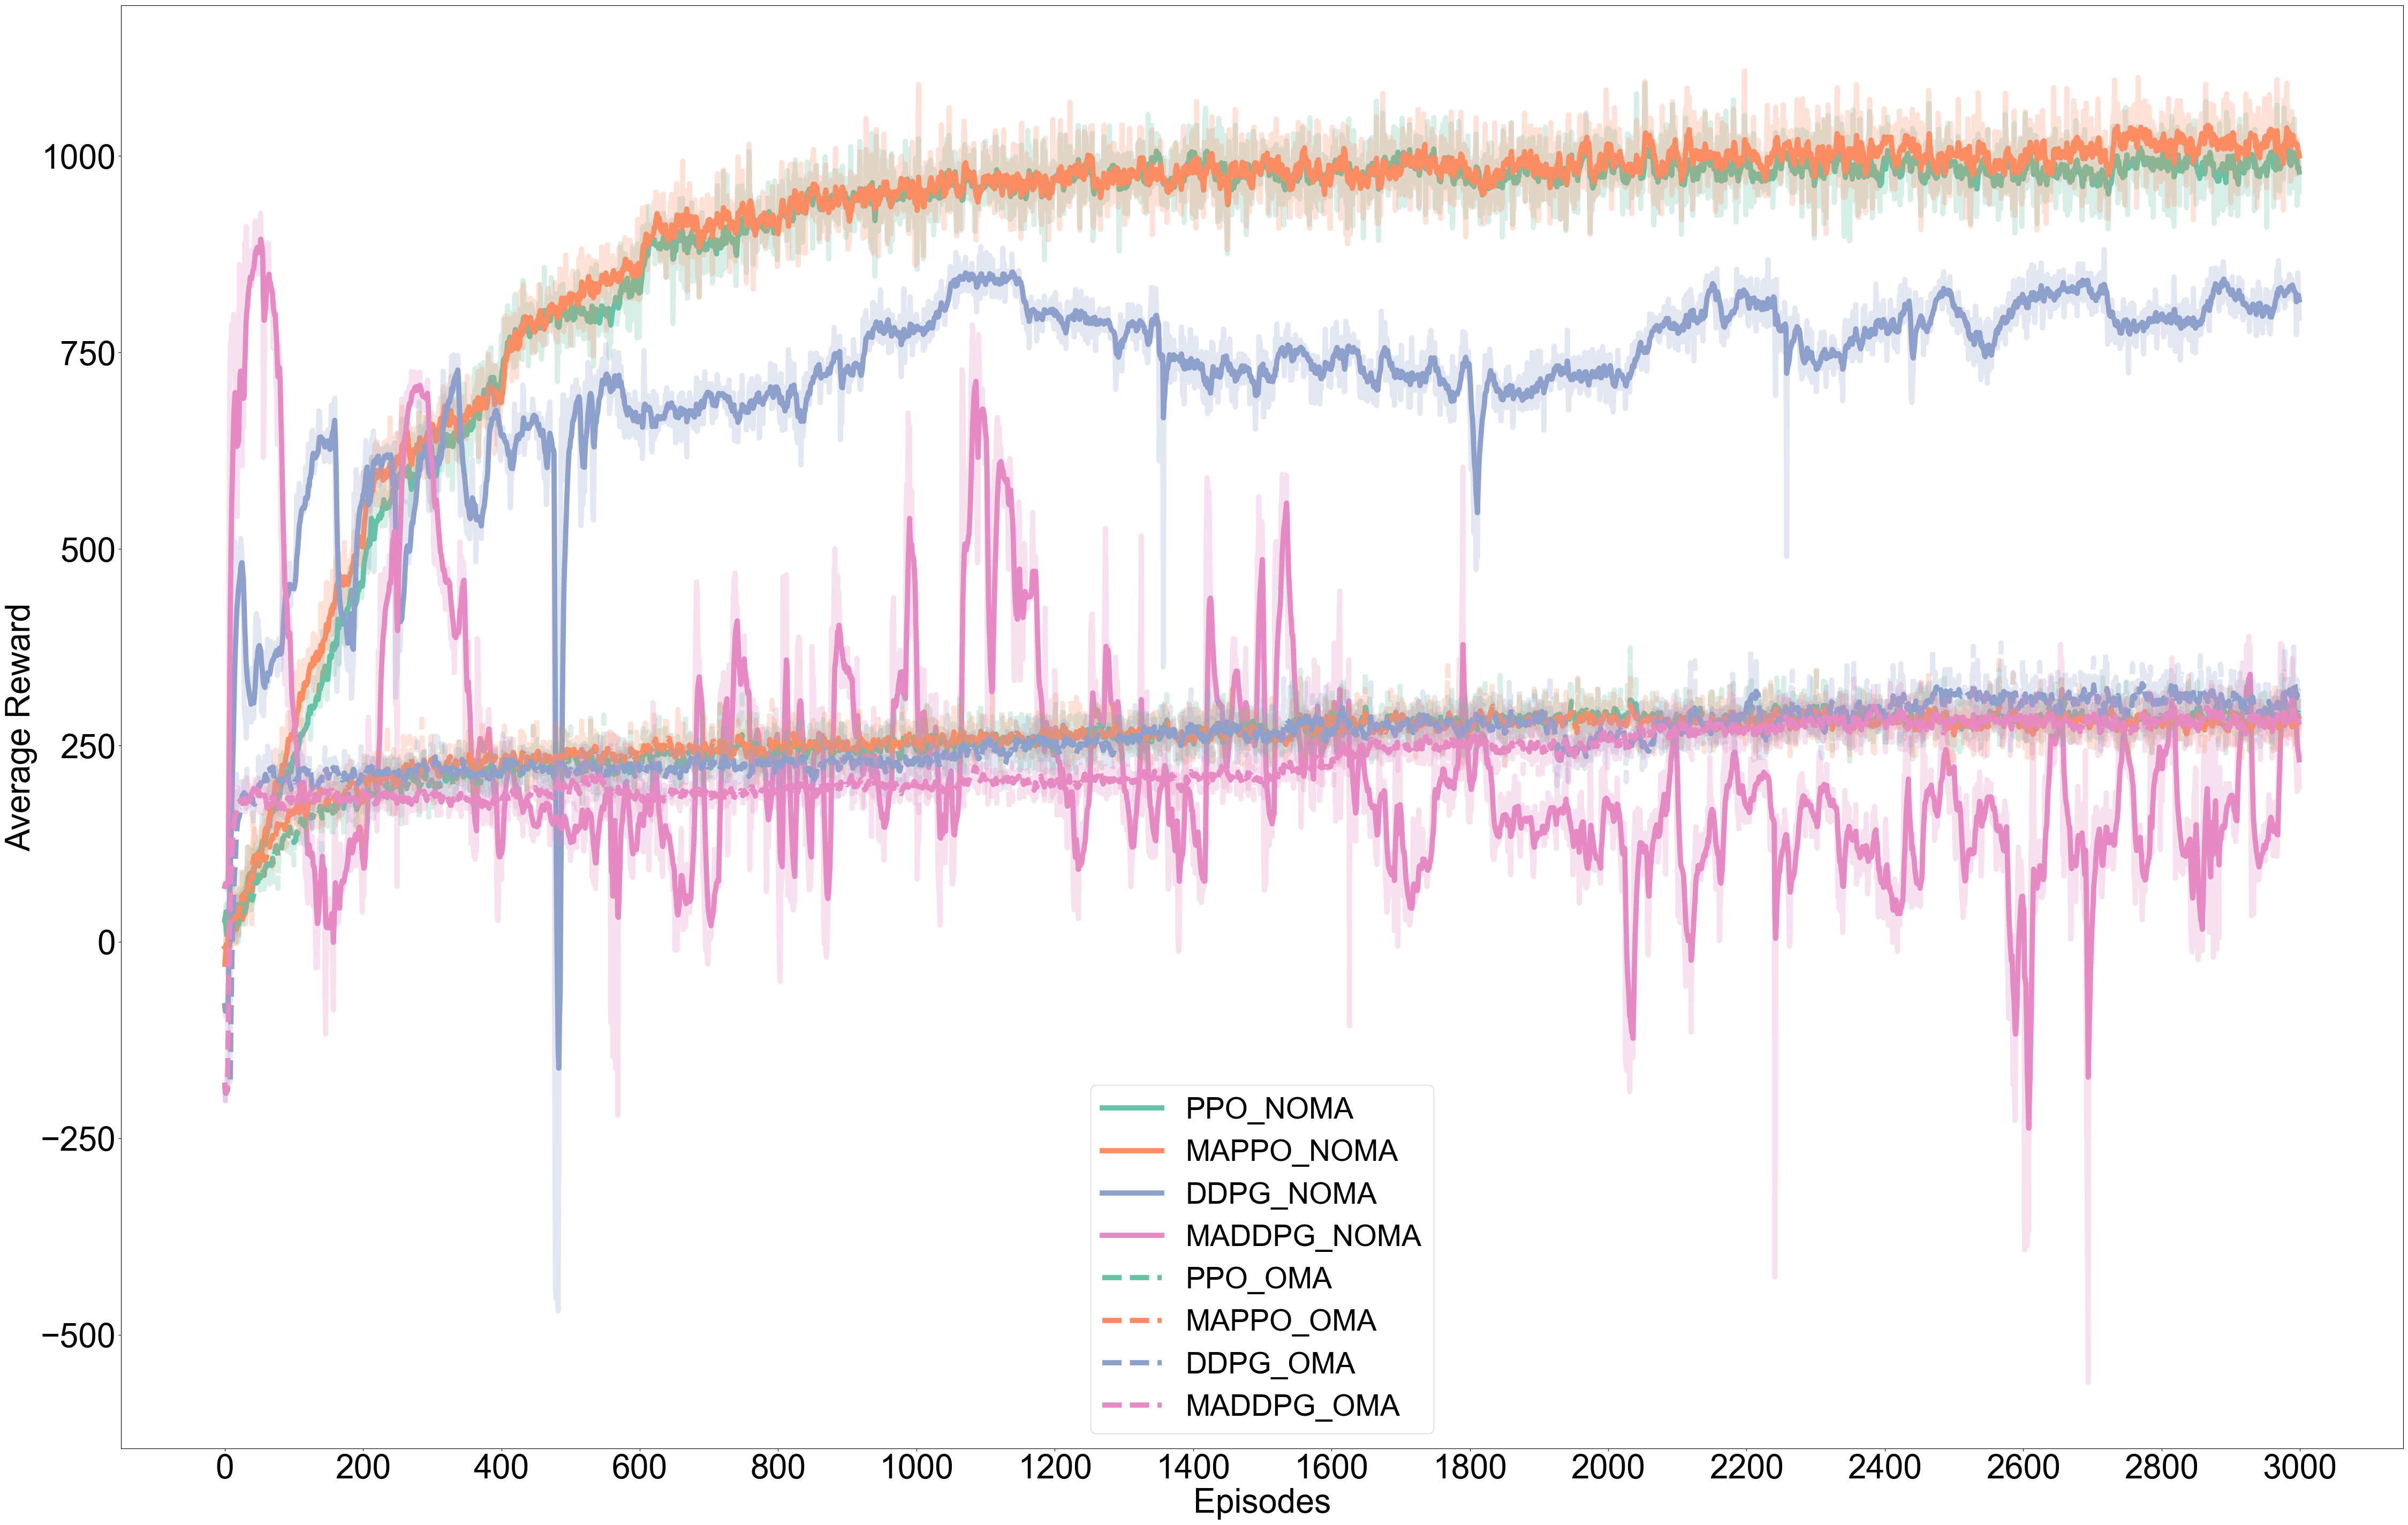 1000
750
500
250
0
−250
−500
Average Reward
PPO_NOMA
MAPPO_NOMA
DDPG_NOMA
MADDPG_NOMA
PPO_OMA
MAPPO_OMA
DDPG_OMA
MADDPG_OMA
0 200 400 600 800 1000 1200 1400 1600 1800 2000 2200 2400 2600 2800 3000
Episodes